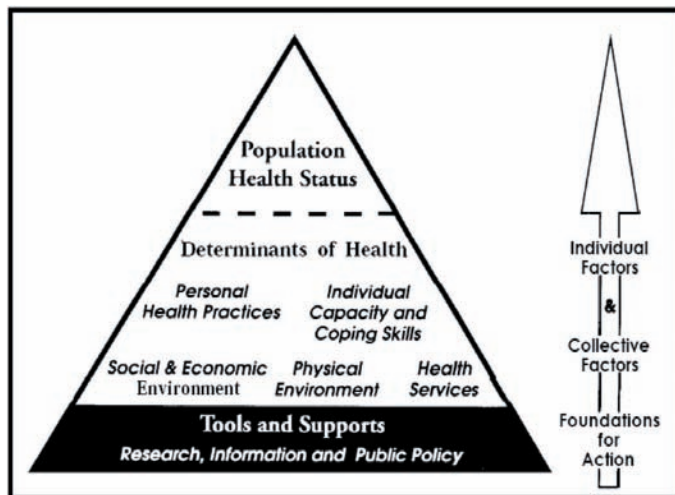 Population
Health Status
Determinants of Health
Personal
Health Practices
Individual
Capacity and
Coping Skills
Social & Economic
Environment
Physical
Environment
Health
Services
Tools and Supports
Research, Information and Public Policy
Individual
Factors
&
Collective
Factors
Foundations
for
Action